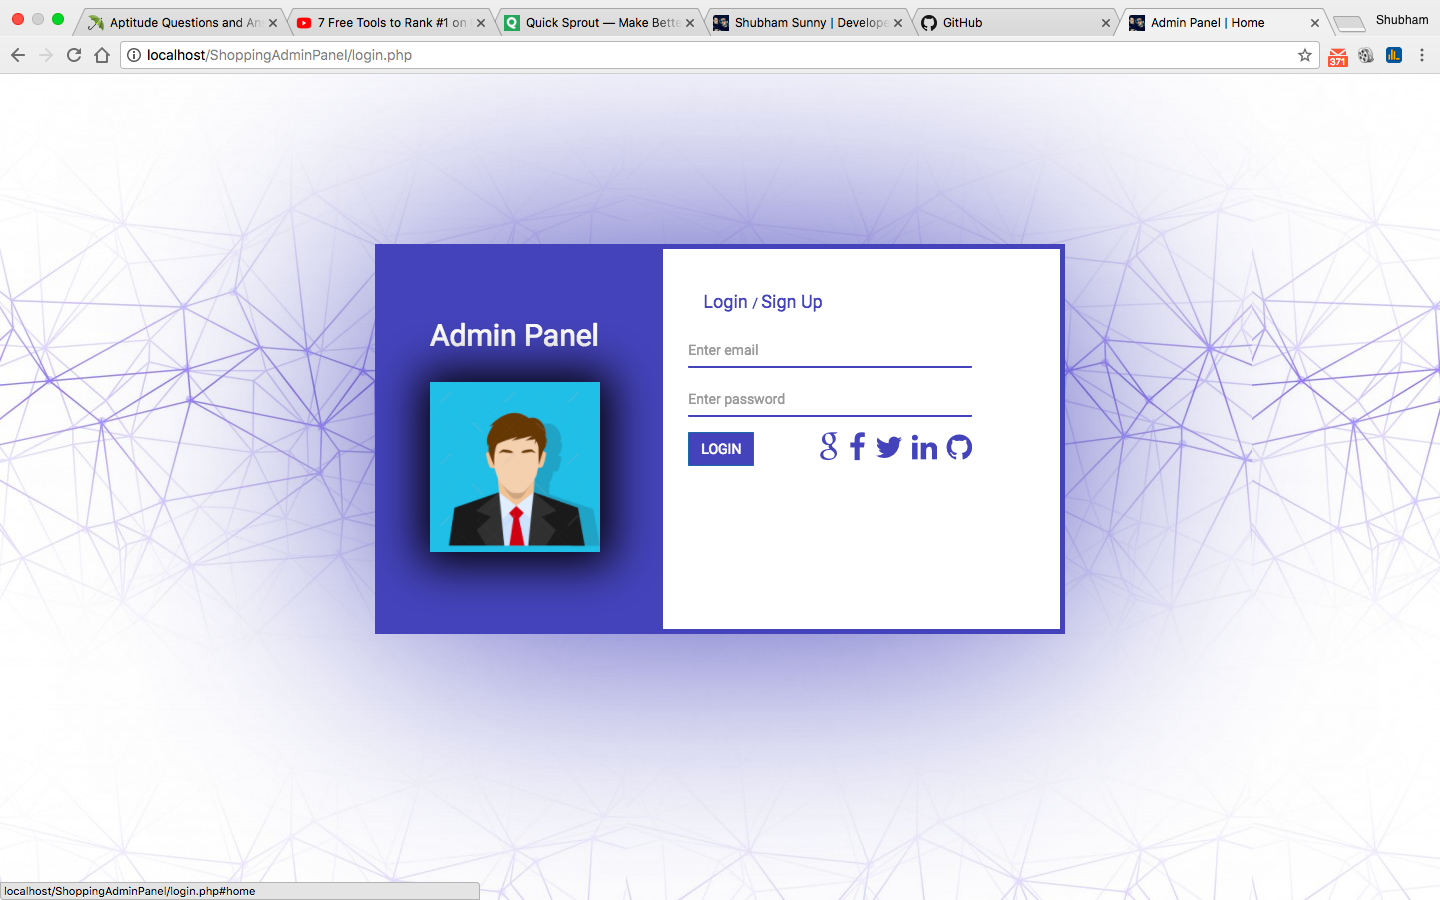 Aptitude Questions and An
7 Free Tools to Rank #1 on
Quick Sprout — Make Bette
Shubham Sunny | Develope
GitHub
Admin Panel | Home
Shubham
localhost/ShoppingAdminPanel/login.php
371
Admin Panel
Login / Sign Up
Enter email
Enter password
LOGIN
localhost/ShoppingAdminPanel/login.php#home